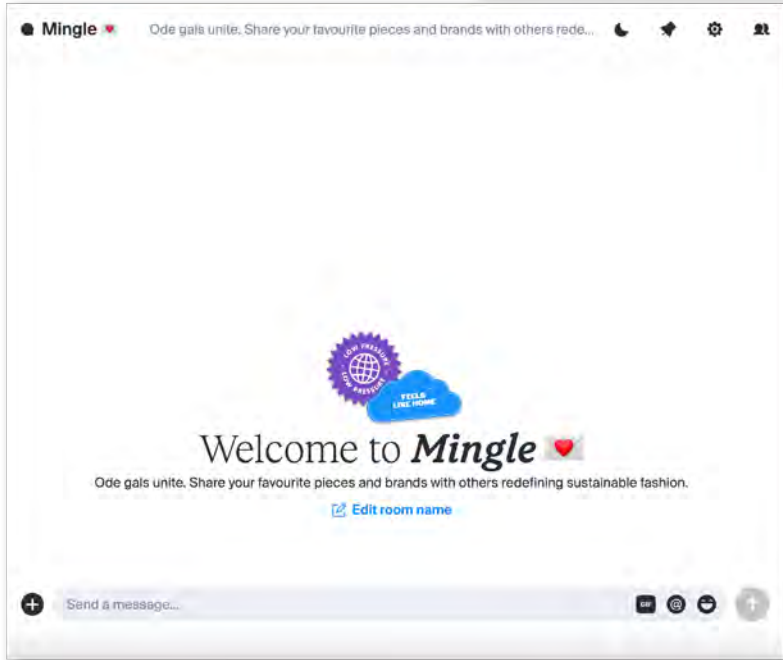 Mingle 💌
Ode gals unite. Share your favourite pieces and brands with others rede...
LOW PRESSURE · LOW PRESSURE ·
FEELS
LIKE HOME
Welcome to Mingle 💌
Ode gals unite. Share your favourite pieces and brands with others redefining sustainable fashion.
Edit room name
Send a message...
GIF
@